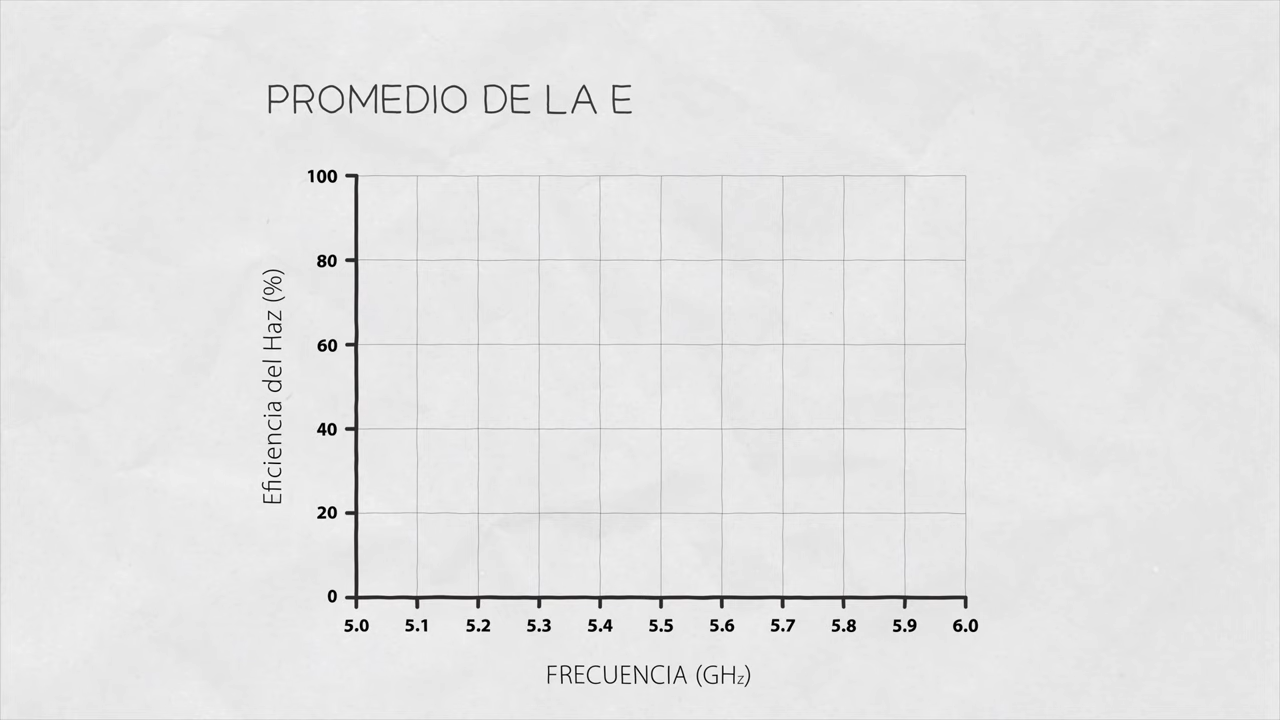 PROMEDIO DE LA E
100
80
60
40
20
0
Eficiencia del Haz (%)
5.0 5.1 5.2 5.3 5.4 5.5 5.6 5.7 5.8 5.9 6.0
FRECUENCIA (GHz)